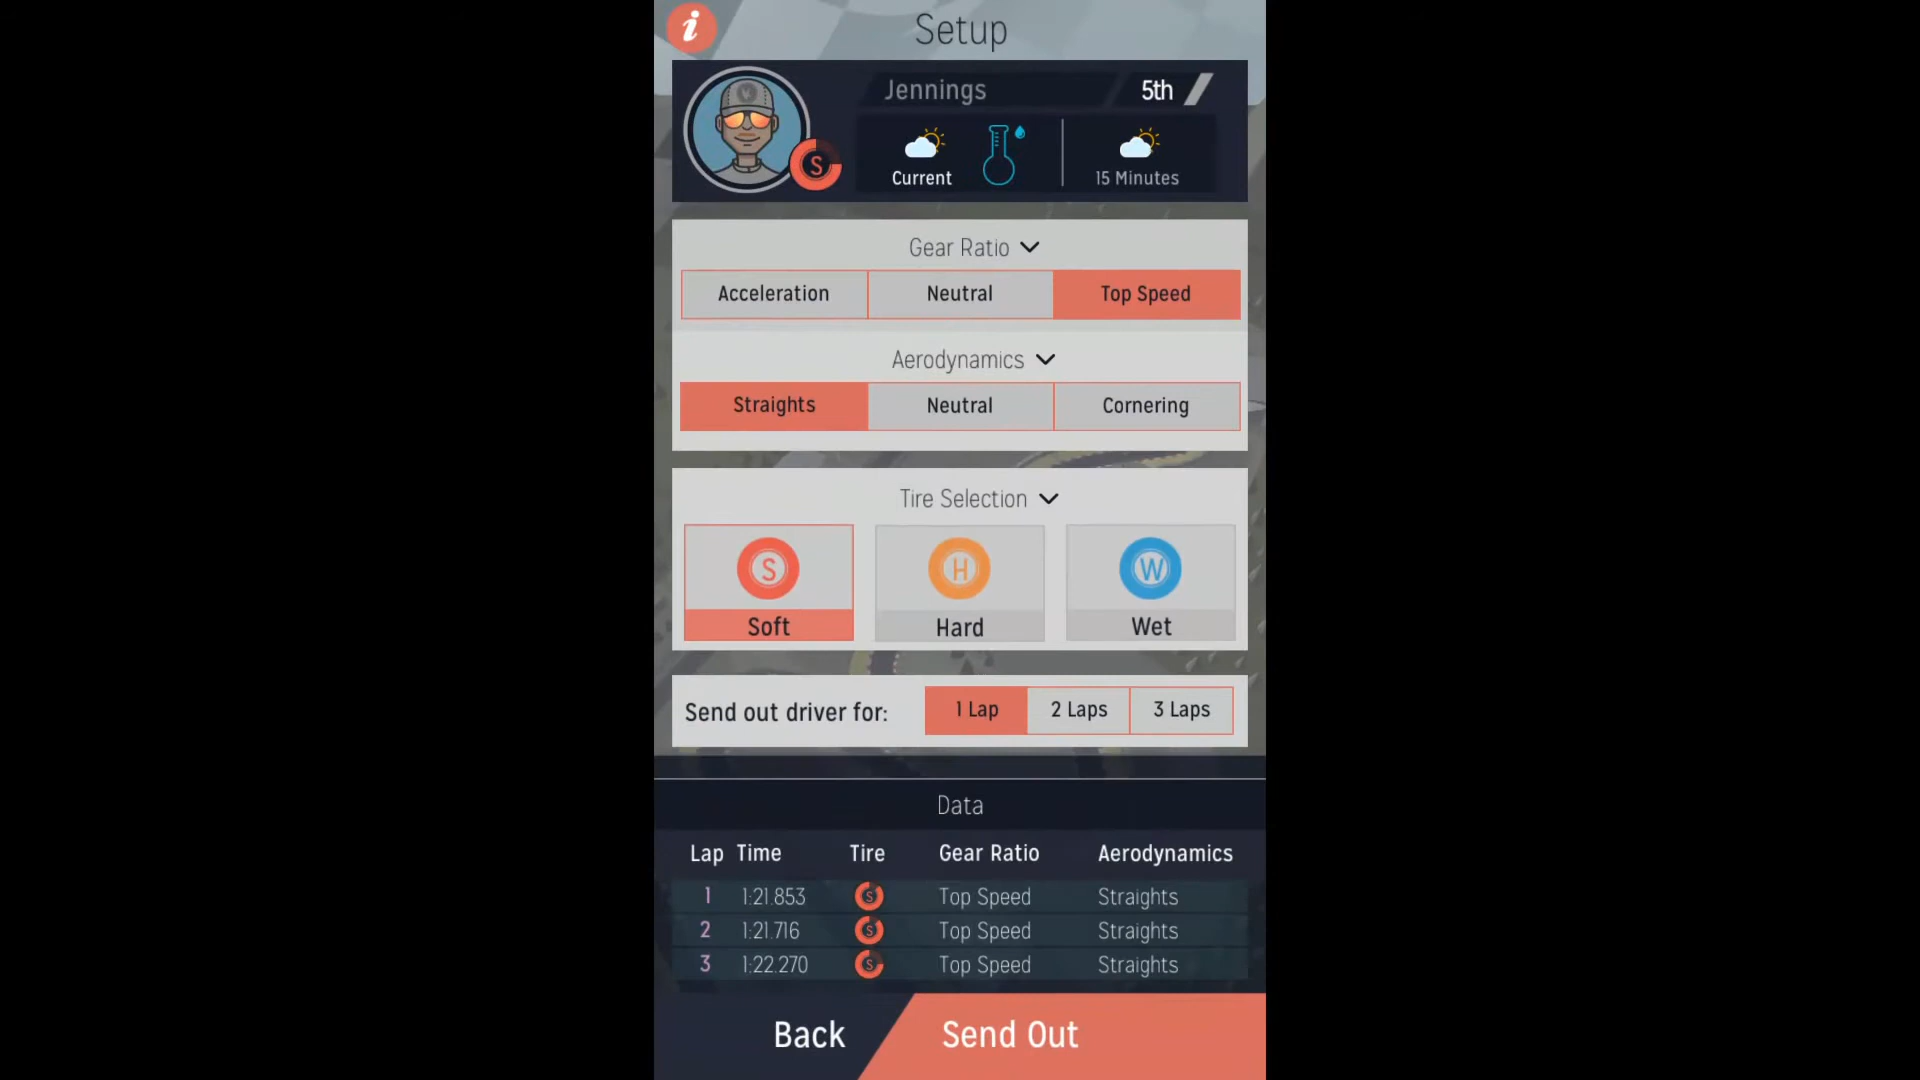 i
Setup
Jennings 5th
S
Current 15 Minutes
Gear Ratio
Acceleration Neutral Top Speed
Aerodynamics
Straights Neutral Cornering
Tire Selection
S H W
Soft Hard Wet
Send out driver for: 1 Lap 2 Laps 3 Laps
Data
Lap Time Tire Gear Ratio Aerodynamics
1 1:21.853 S Top Speed Straights
2 1:21.716 S Top Speed Straights
3 1:22.270 S Top Speed Straights
Back Send Out